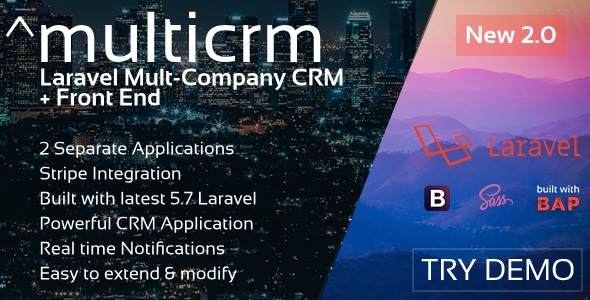 ^multicrm
Laravel Mult-Company CRM
+ Front End
2 Separate Applications
Stripe Integration
Built with latest 5.7 Laravel
Powerful CRM Application
Real time Notifications
Easy to extend & modify
New 2.0
Laravel
B
Sass
built with
BAP
TRY DEMO